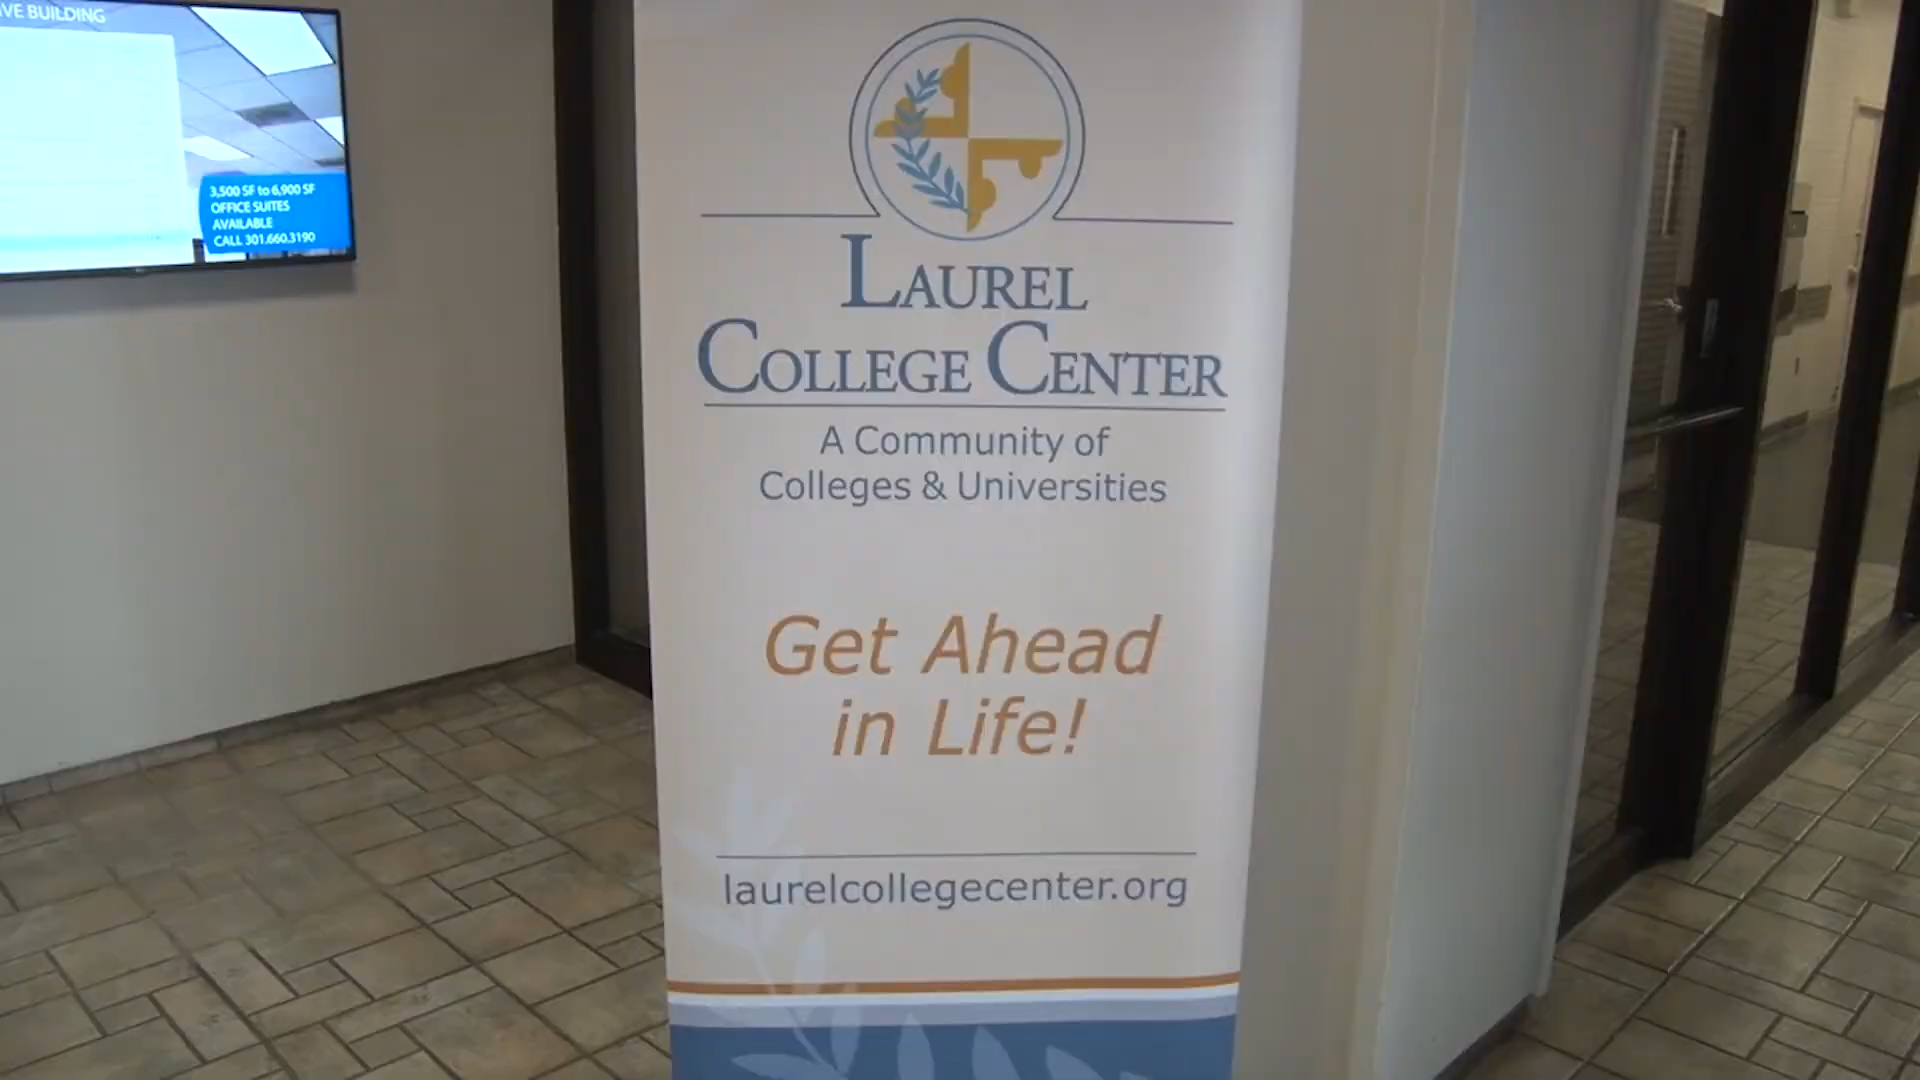 VE BUILDING
3,500 SF to 6,900 SF
OFFICE SUITES
AVAILABLE
CALL 301.660.3190
LAUREL
COLLEGE CENTER
A Community of
Colleges & Universities
Get Ahead
in Life!
laurelcollegecenter.org